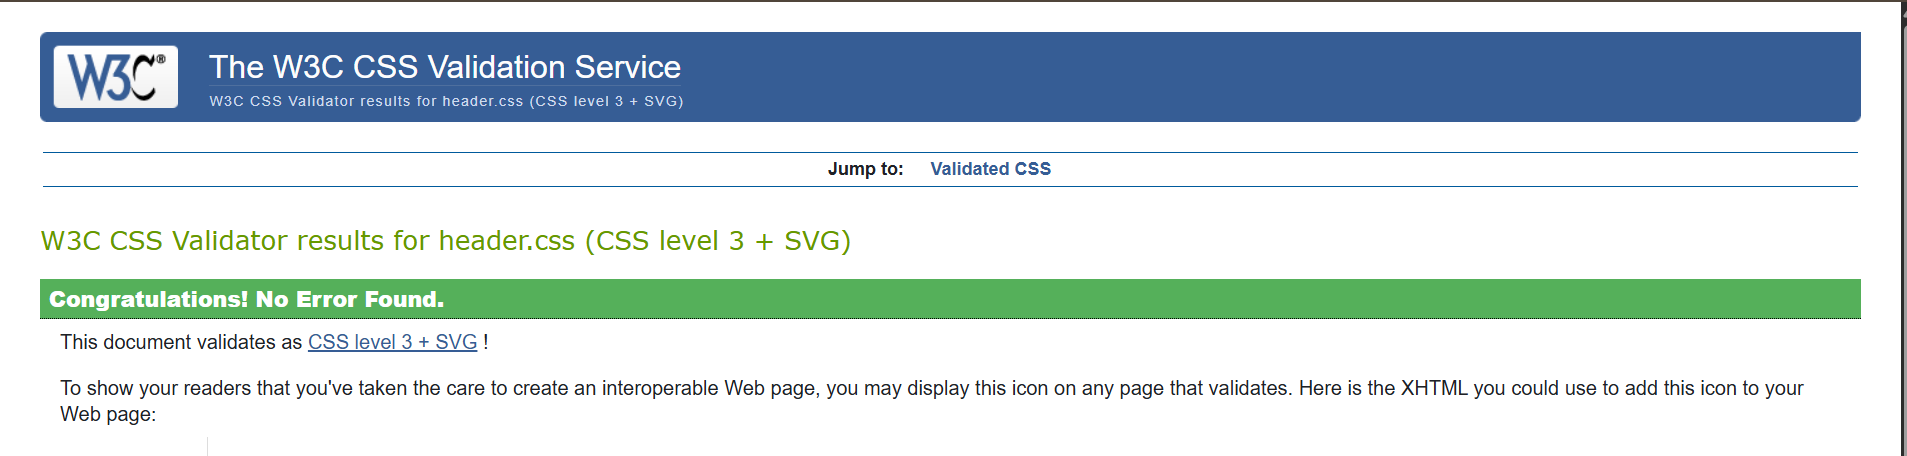 W3C®
The W3C CSS Validation Service
W3C CSS Validator results for header.css (CSS level 3 + SVG)
Jump to: Validated CSS
W3C CSS Validator results for header.css (CSS level 3 + SVG)
Congratulations! No Error Found.
This document validates as CSS level 3 + SVG !
To show your readers that you've taken the care to create an interoperable Web page, you may display this icon on any page that validates. Here is the XHTML you could use to add this icon to your
Web page: